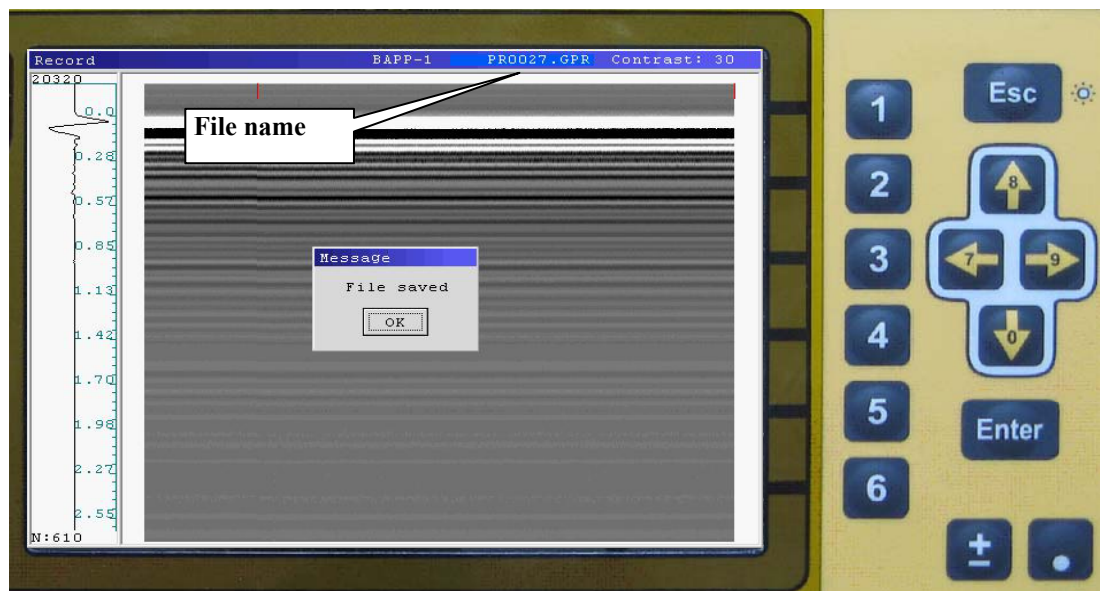 Record BAPP-1 PR0027.GPR Contrast: 30
20320
0.0
0.28
0.57
0.85
1.13
1.42
1.70
1.98
2.27
2.55
N:610
File name
Message
File saved
OK
1
2
3
4
5
6
Esc
8
7
9
0
Enter
±
.